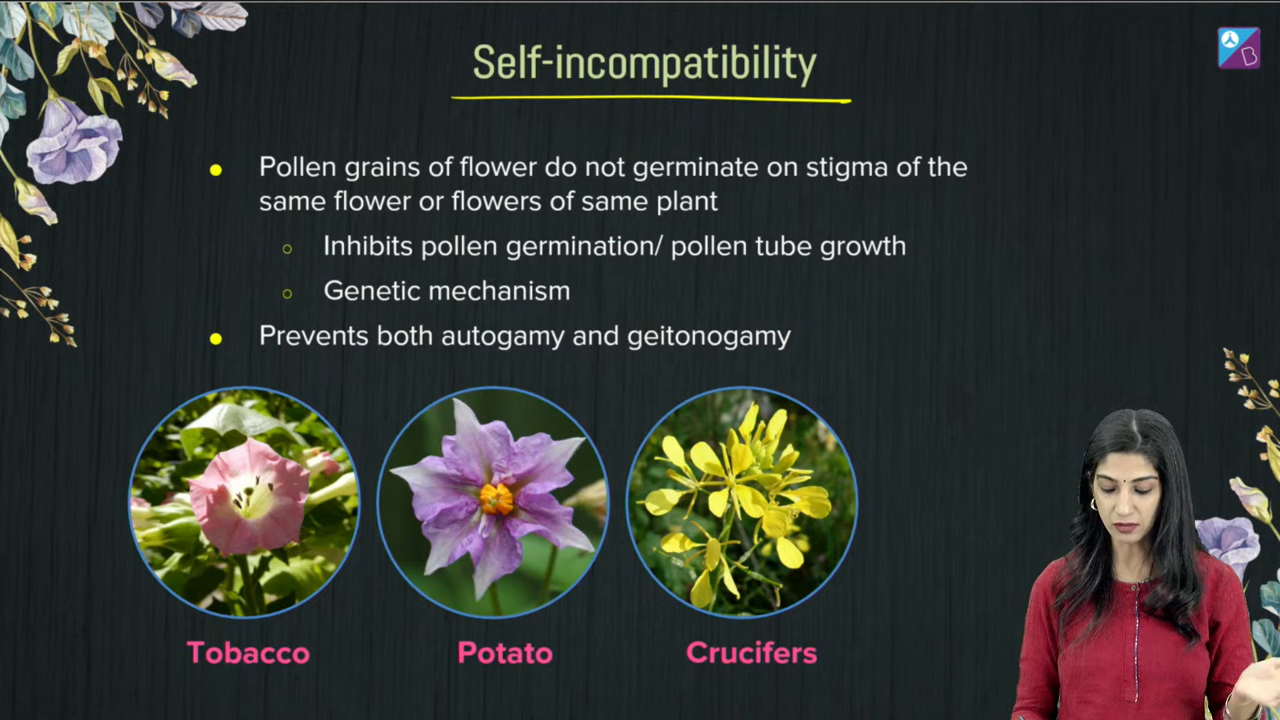 Self-incompatibility
Pollen grains of flower do not germinate on stigma of the
same flower or flowers of same plant
Inhibits pollen germination/ pollen tube growth
Genetic mechanism
Prevents both autogamy and geitonogamy
Tobacco
Potato
Crucifers
B